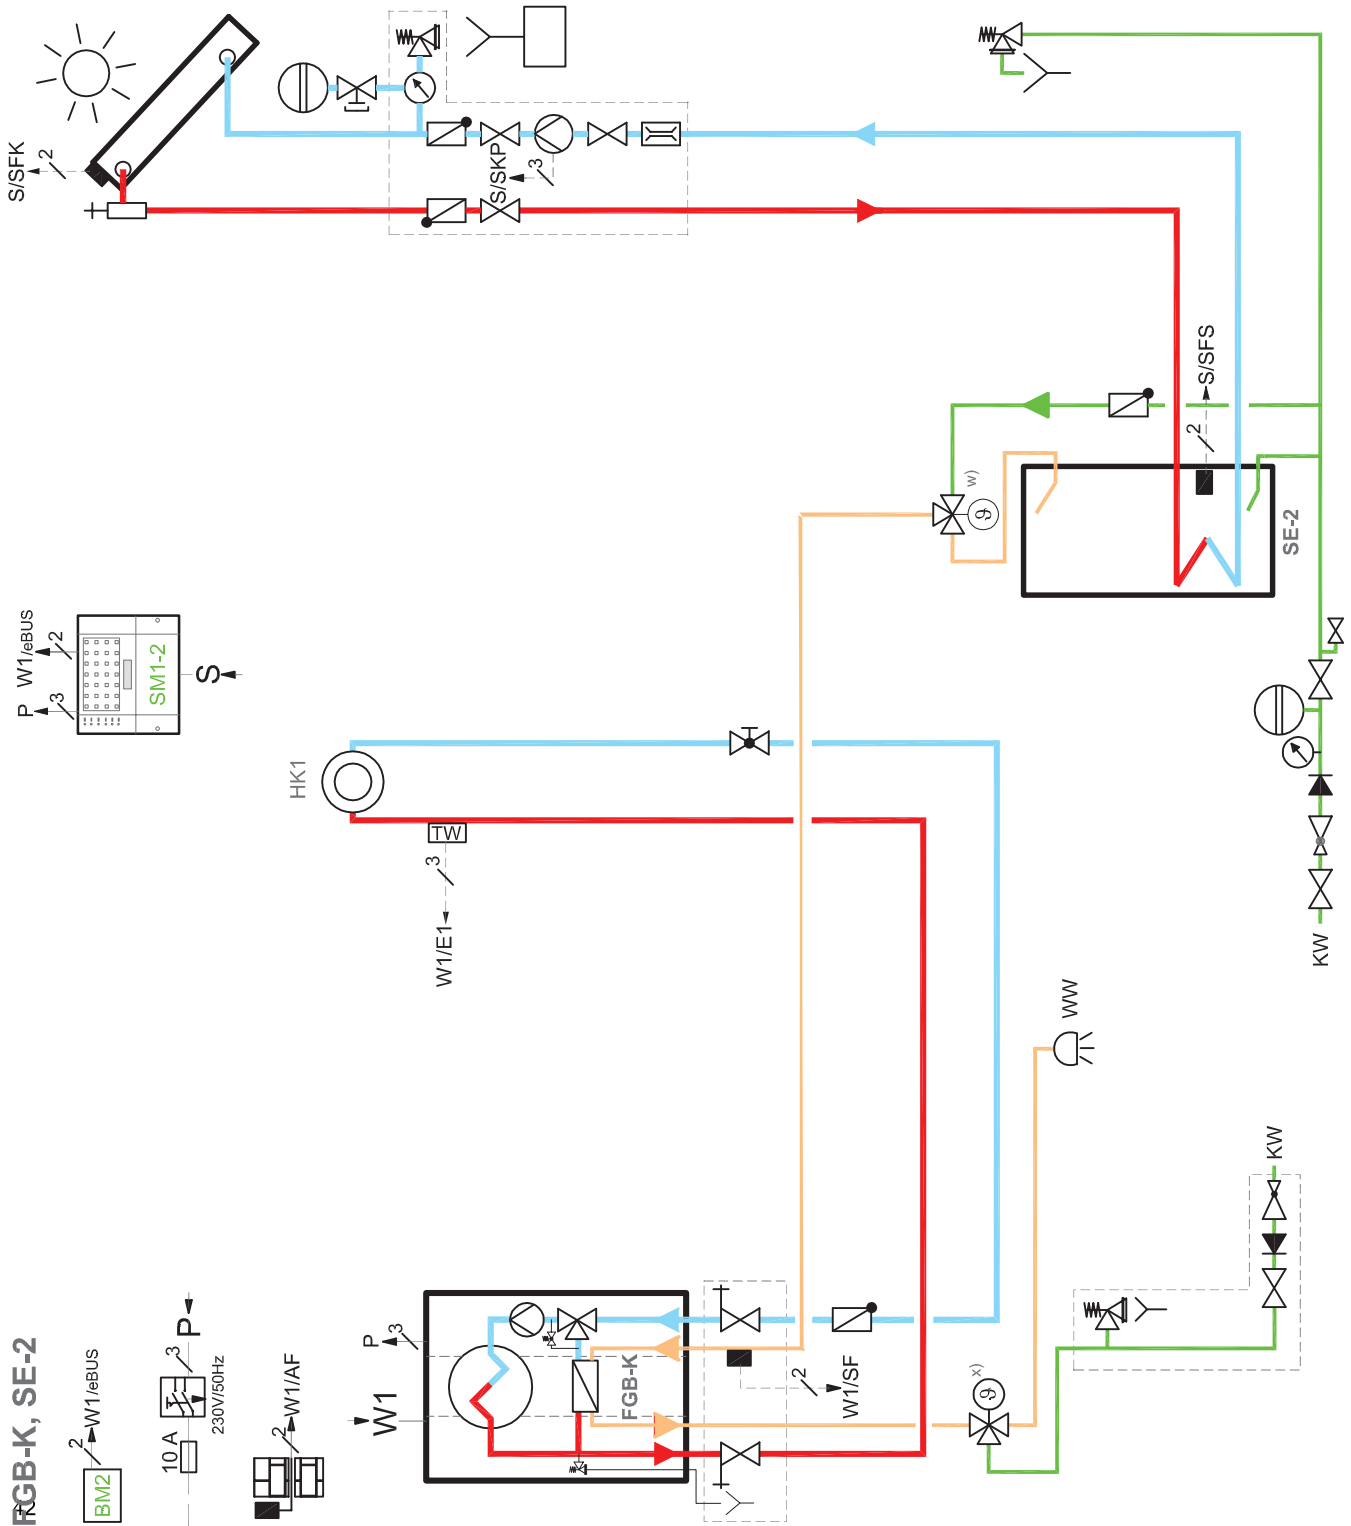 FGB-K, SE-2
BM2
2
W1/eBUS
10 A
3
P
230V/50Hz
2
W1/AF
P
3
W1/eBUS
2
SM1-2
S
S/SFK
2
S/SKP
3
HK1
TW
3
W1/E1
W1
P
3
FGB-K
2
W1/SF
ϑ
x)
WW
KW
ϑ
w)
SE-2
2
S/SFS
KW